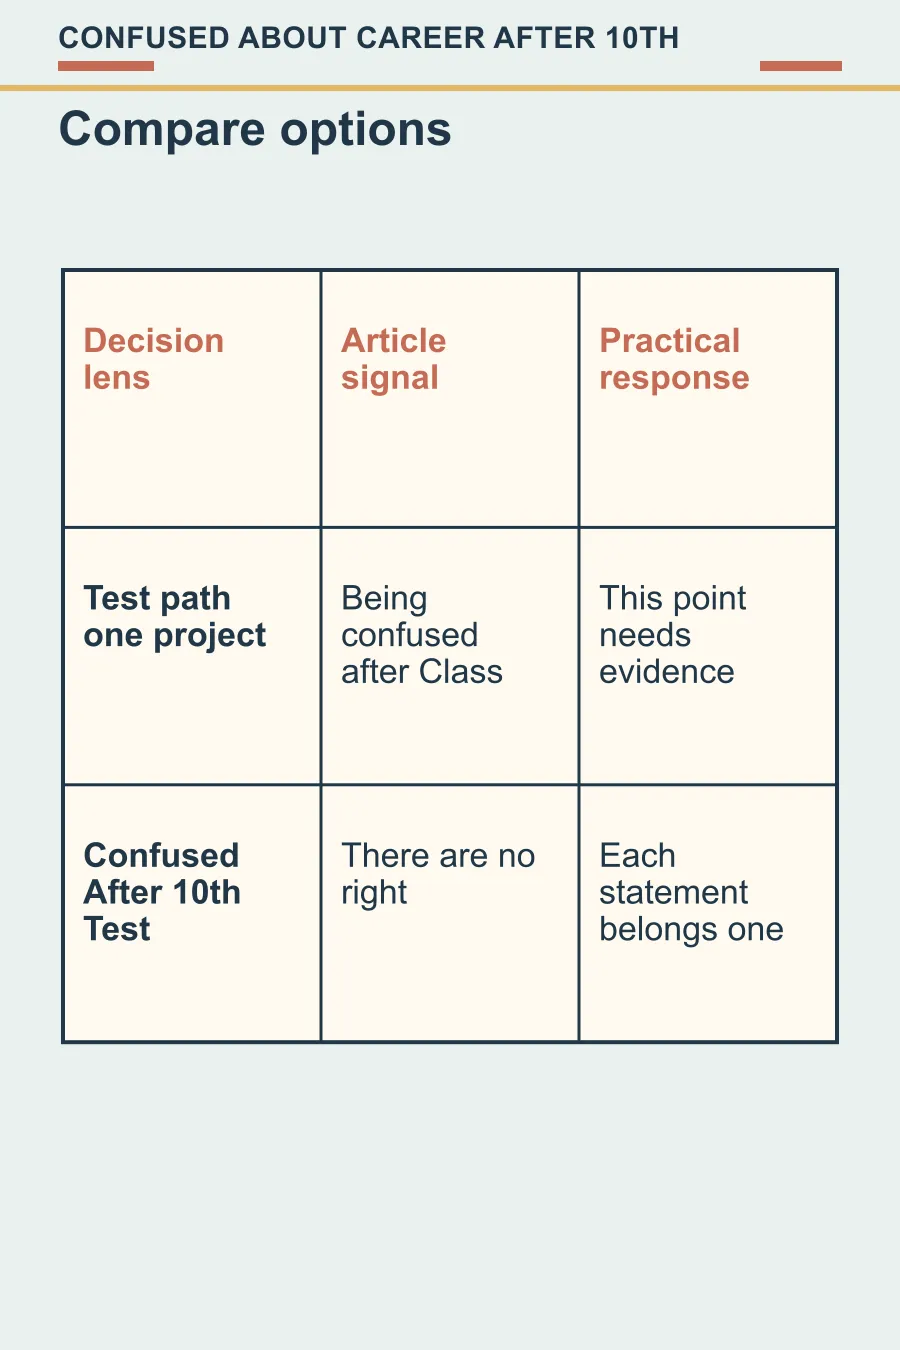 CONFUSED ABOUT CAREER AFTER 10TH
Compare options
Decision
lens
Article
signal
Practical
response
Test path
one project
Being
confused
after Class
This point
needs
evidence
Confused
After 10th
Test
There are no
right
Each
statement
belongs one